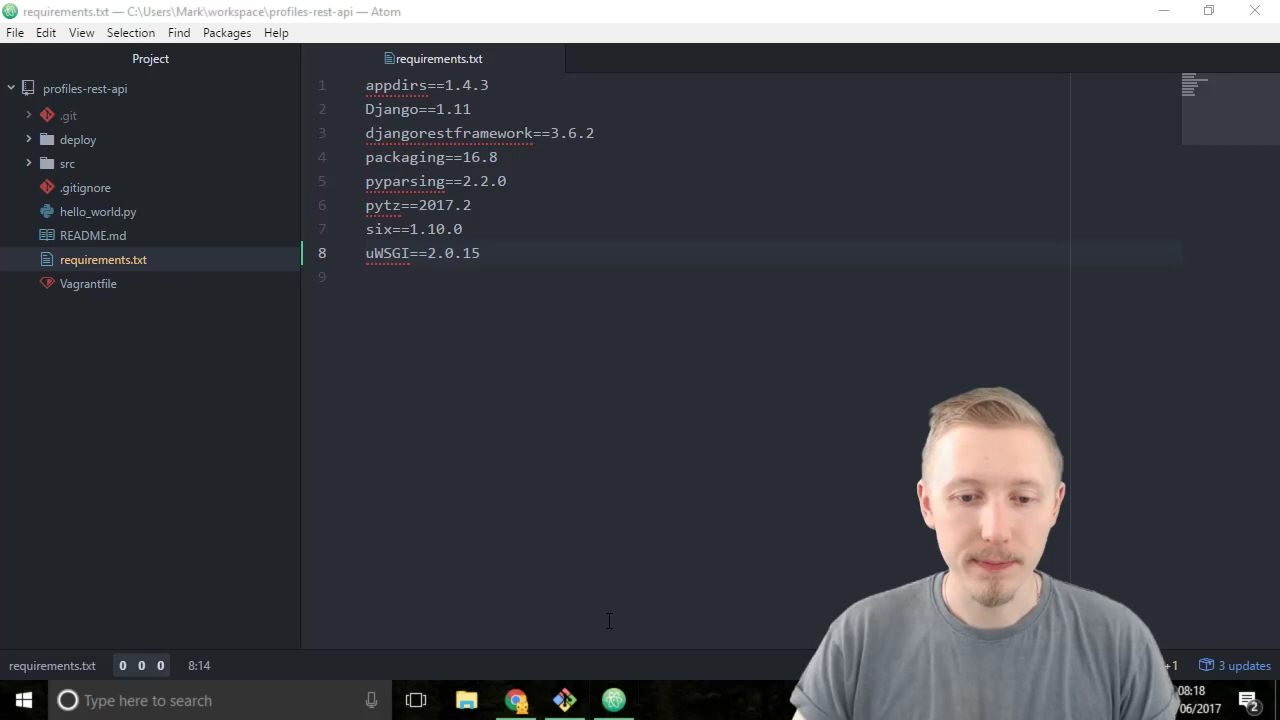 requirements.txt — C:\Users\Mark\workspace\profiles-rest-api — Atom
File Edit View Selection Find Packages Help
Project
requirements.txt
profiles-rest-api
.git
deploy
src
.gitignore
hello_world.py
README.md
requirements.txt
Vagrantfile
1 appdirs==1.4.3
2 Django==1.11
3 djangorestframework==3.6.2
4 packaging==16.8
5 pyparsing==2.2.0
6 pytz==2017.2
7 six==1.10.0
8 uWSGI==2.0.15
9
requirements.txt 0 0 0 8:14 +1 3 updates
Type here to search
08:18
06/2017
2